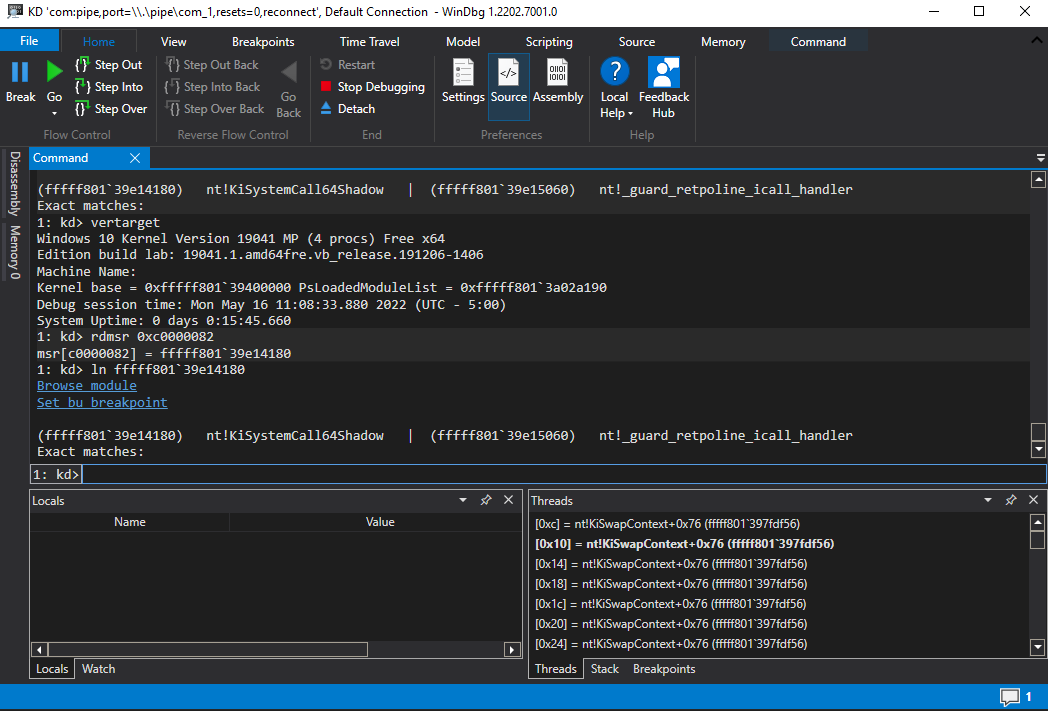 KD 'com:pipe,port=\\.\pipe\com_1,resets=0,reconnect', Default Connection - WinDbg 1.2202.7001.0
File Home View Breakpoints Time Travel Model Scripting Source Memory Command
Break
Go
Step Out
Step Into
Step Over
Flow Control
Step Out Back
Step Into Back
Step Over Back
Go
Back
Reverse Flow Control
Restart
Stop Debugging
Detach
End
Settings Source Assembly
Preferences
Local
Help
Feedback
Hub
Help
Disassembly
Memory 0
Command
(fffff801`39e14180) nt!KiSystemCall64Shadow | (fffff801`39e15060) nt!_guard_retpoline_icall_handler
Exact matches:
1: kd> vertarget
Windows 10 Kernel Version 19041 MP (4 procs) Free x64
Edition build lab: 19041.1.amd64fre.vb_release.191206-1406
Machine Name:
Kernel base = 0xfffff801`39400000 PsLoadedModuleList = 0xfffff801`3a02a190
Debug session time: Mon May 16 11:08:33.880 2022 (UTC - 5:00)
System Uptime: 0 days 0:15:45.660
1: kd> rdmsr 0xc0000082
msr[c0000082] = fffff801`39e14180
1: kd> ln fffff801`39e14180
Browse module
Set bu breakpoint
(fffff801`39e14180) nt!KiSystemCall64Shadow | (fffff801`39e15060) nt!_guard_retpoline_icall_handler
Exact matches:
1: kd>
Locals
Name Value
Locals Watch
Threads
[0xc] = nt!KiSwapContext+0x76 (fffff801`397fdf56)
[0x10] = nt!KiSwapContext+0x76 (fffff801`397fdf56)
[0x14] = nt!KiSwapContext+0x76 (fffff801`397fdf56)
[0x18] = nt!KiSwapContext+0x76 (fffff801`397fdf56)
[0x1c] = nt!KiSwapContext+0x76 (fffff801`397fdf56)
[0x20] = nt!KiSwapContext+0x76 (fffff801`397fdf56)
[0x24] = nt!KiSwapContext+0x76 (fffff801`397fdf56)
Threads Stack Breakpoints
1